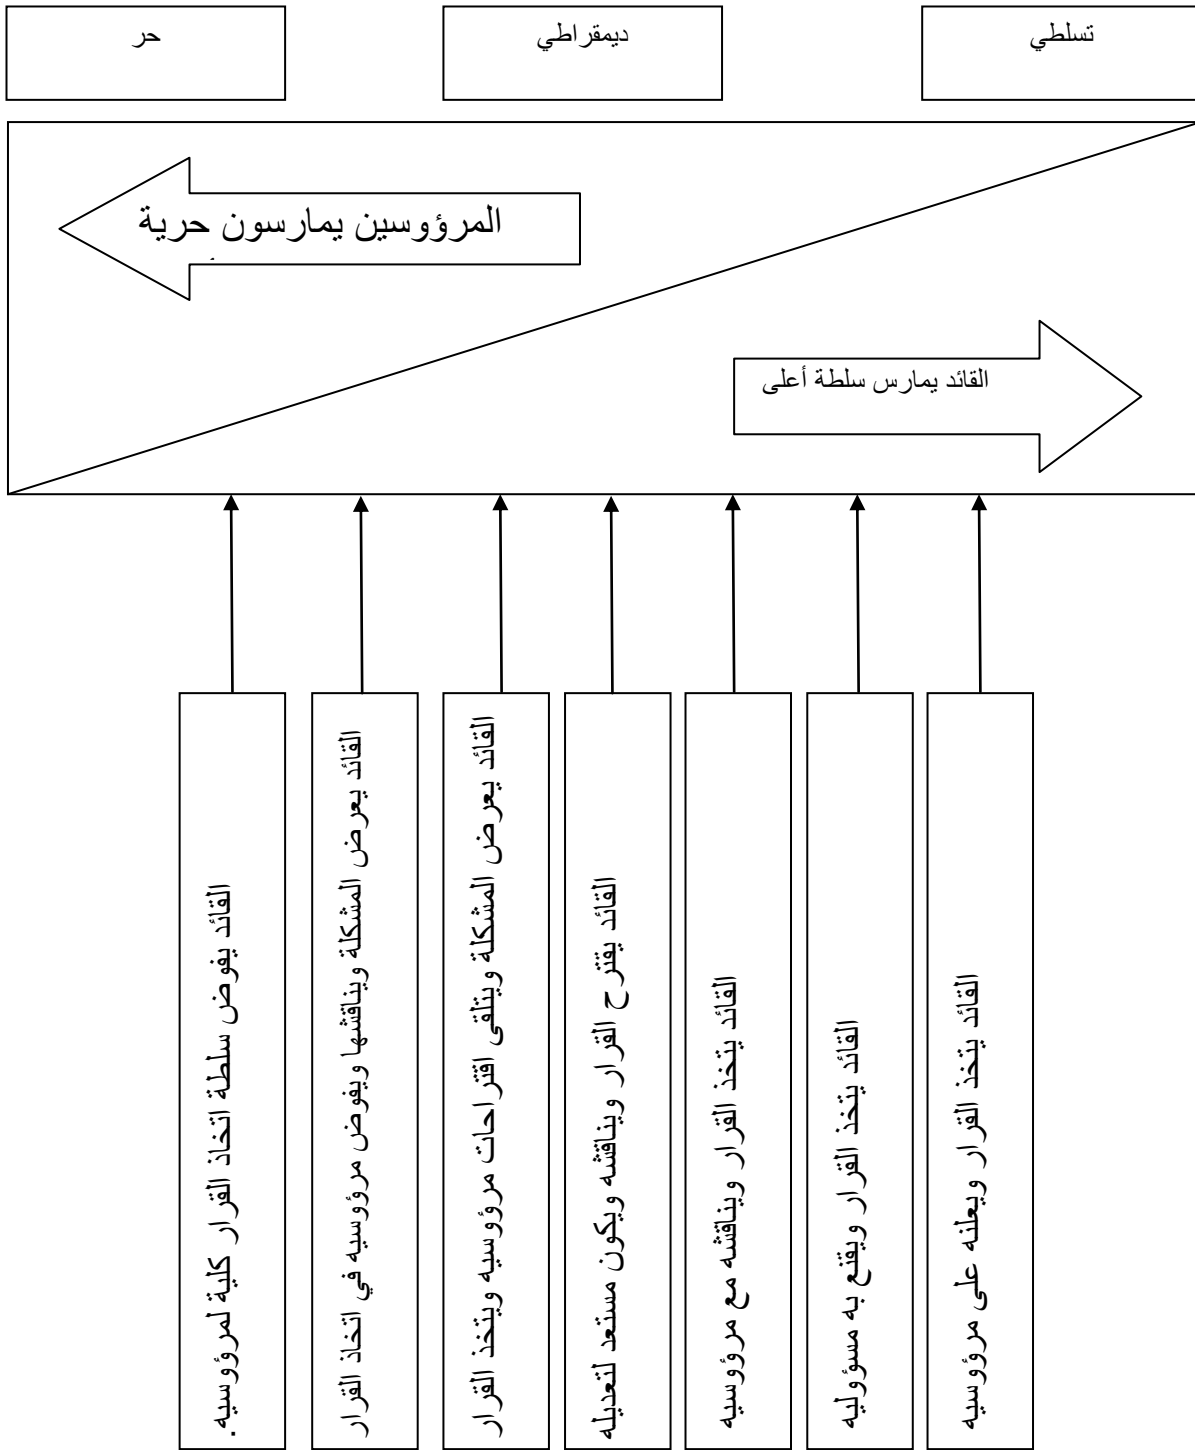 تسلطي
ديمقراطي
حر
المرؤوسين يمارسون حرية
القائد يمارس سلطة أعلى
القائد يتخذ القرار ويعلنه على مرؤوسيه
القائد يتخذ القرار ويقنع به مسؤوليه
القائد يتخذ القرار ويناقشه مع مرؤوسيه
القائد يقترح القرار ويناقشه ويكون مستعد لتعديله
القائد يعرض المشكلة ويتلقى اقتراحات مرؤوسيه ويتخذ القرار
القائد يعرض المشكلة ويناقشها ويفوض مرؤوسيه في اتخاذ القرار
القائد يفوض سلطة اتخاذ القرار كلية لمرؤوسيه.